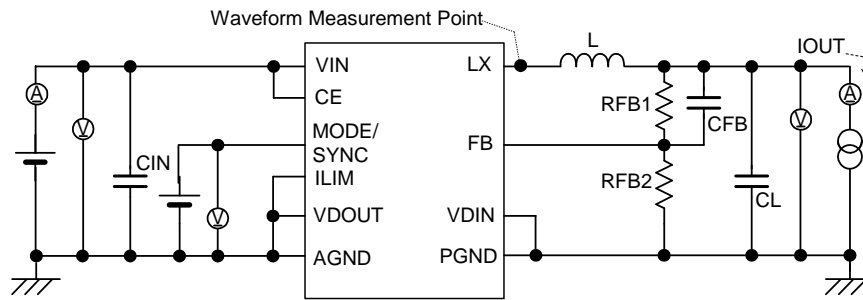 Waveform Measurement Point
L
IOUT
VIN
LX
A
A
CE
RFB1
CFB
V
V
MODE/
SYNC
FB
CIN
ILIM
RFB2
CL
V
VDOUT
VDIN
AGND
PGND